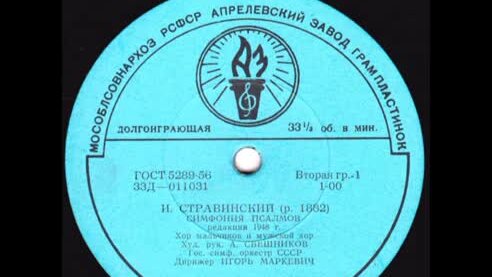 МОСОБЛСОВНАРХОЗ РСФСР АПРЕЛЕВСКИЙ ЗАВОД ГРАМПЛАСТИНОК
АЗ
ДОЛГОИГРАЮЩАЯ 33⅓ об. в мин.
ГОСТ 5289-56 Вторая гр.-1
33Д—011031 1-00
И. СТРАВИНСКИЙ (р. 1882)
СИМФОНИЯ ПСАЛМОВ
редакция 1948 г.
Хор мальчиков и мужской хор
Худ. рук. А. СВЕШНИКОВ
Гос. симф. оркестр СССР
Дирижер ИГОРЬ МАРКЕВИЧ